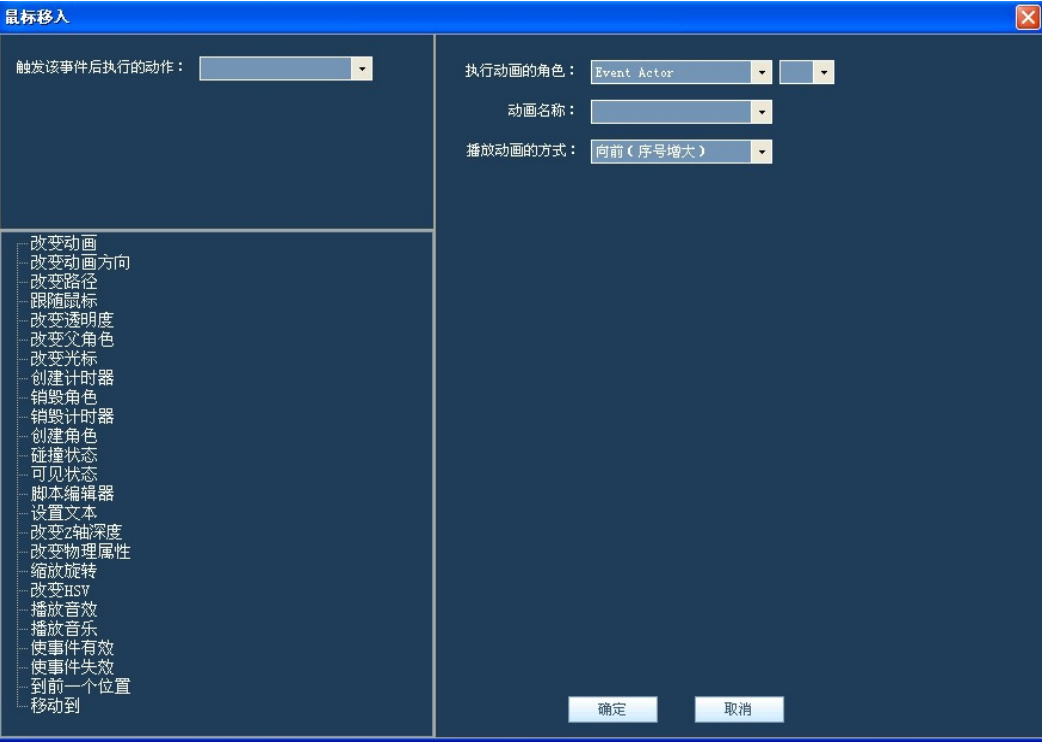 鼠标移入
触发该事件后执行的动作：
执行动画的角色： Event Actor
动画名称：
播放动画的方式： 向前(序号增大)
改变动画
改变动画方向
改变路径
跟随鼠标
改变透明度
改变父角色
改变光标
创建计时器
销毁角色
销毁计时器
创建角色
碰撞状态
可见状态
脚本编辑器
设置文本
改变Z轴深度
改变物理属性
缩放旋转
改变HSV
播放音效
播放音乐
使事件有效
使事件失效
到前一个位置
移动到
确定 取消